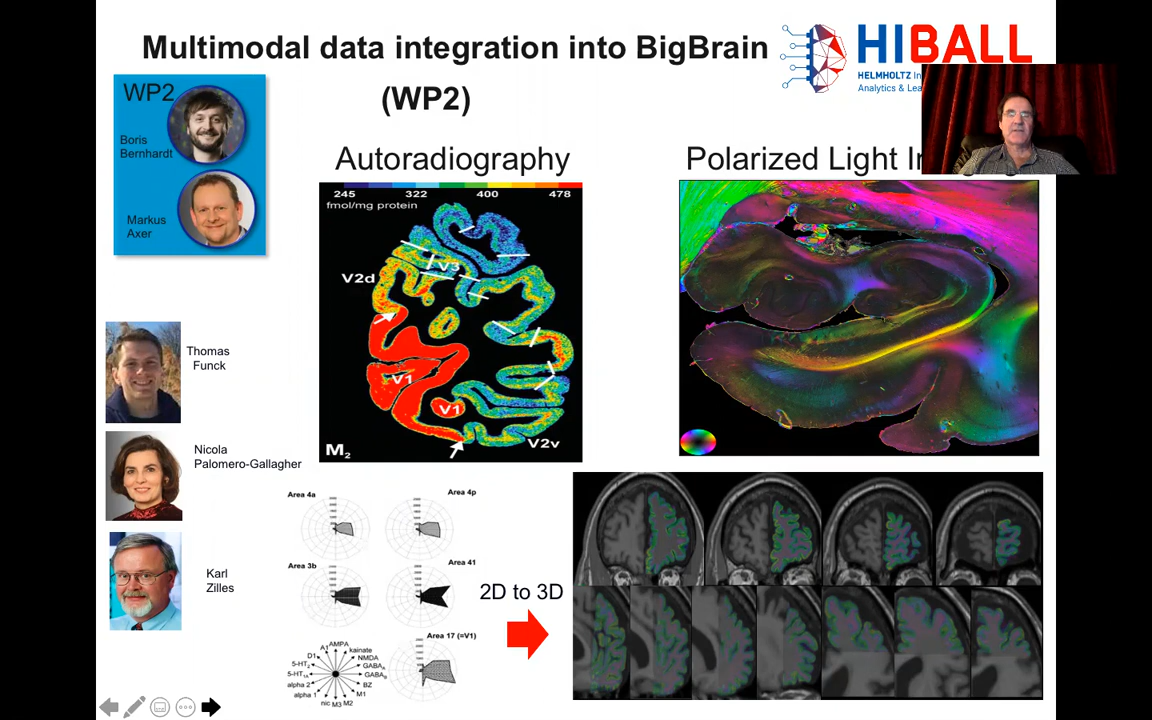 Multimodal data integration into BigBrain
(WP2)
HIBALL
HELMHOLTZ
Analytics &
WP2
Boris
Bernhardt
Markus
Axer
Autoradiography
Polarized Light
245 322 400 478
fmol/mg protein
V3
V2d
V1
V1
V2v
M2
Thomas
Funck
Nicola
Palomero-Gallagher
Karl
Zilles
Area 4a
Area 4p
Area 3b
Area 41
Area 17 (=V1)
2D to 3D
AMPA
kainate
NMDA
GABAA
GABAB
BZ
M1
M2
M3
nic
alpha 1
alpha 2
5-HT1A
5-HT2
D1
A1